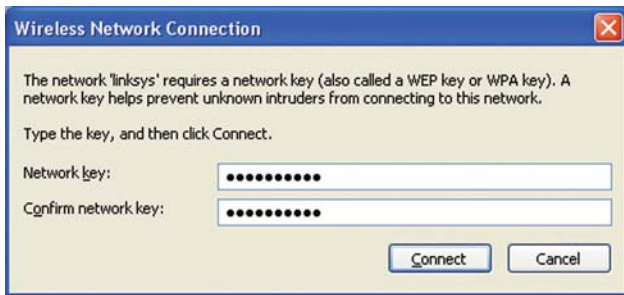 Wireless Network Connection
The network 'linksys' requires a network key (also called a WEP key or WPA key). A
network key helps prevent unknown intruders from connecting to this network.
Type the key, and then click Connect.
Network key: ●●●●●●●●●●
Confirm network key: ●●●●●●●●●●
Connect Cancel